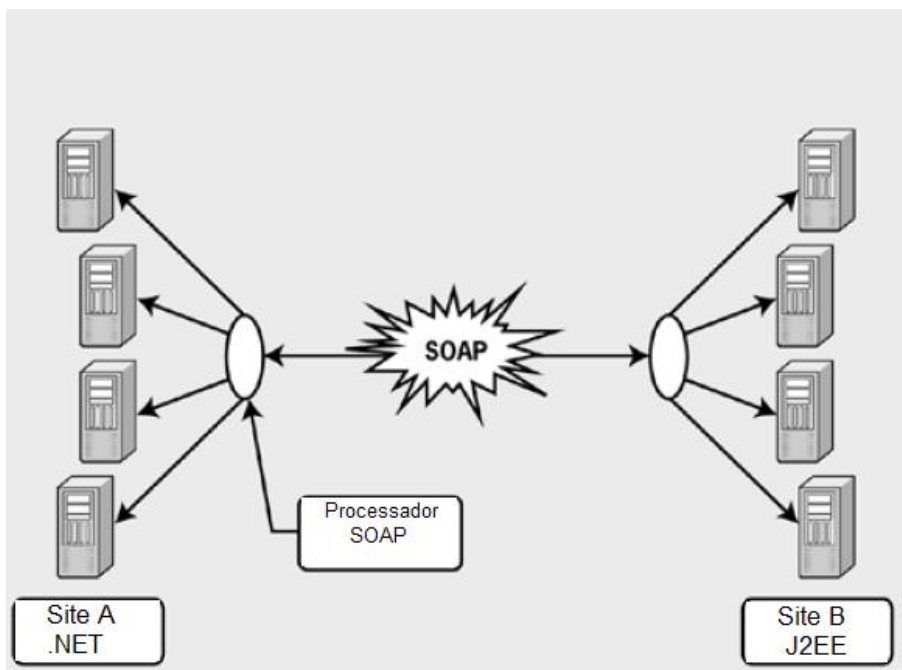 SOAP
Processador
SOAP
Site A
.NET
Site B
J2EE